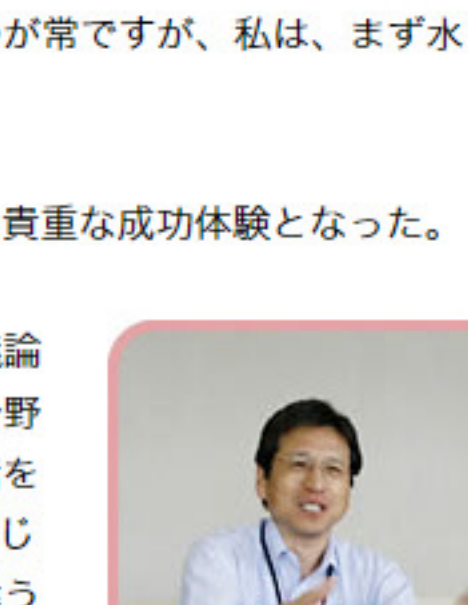 が常ですが、私は、まず水
貴重な成功体験となった。
論
野
を
じ
う